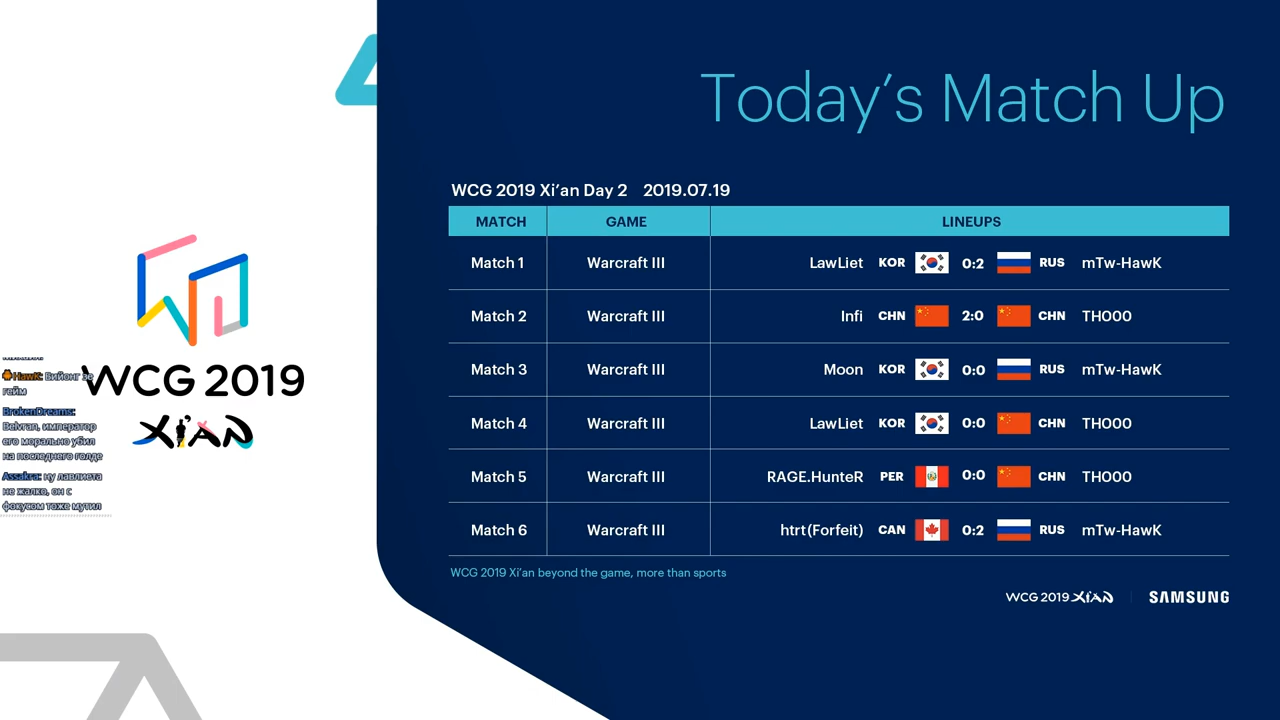 Today's Match Up
WCG 2019 Xi'an Day 2 2019.07.19
MATCH GAME LINEUPS
Match 1 Warcraft III LawLiet KOR 0:2 RUS mTw-HawK
Match 2 Warcraft III Infi CHN 2:0 CHN TH000
Match 3 Warcraft III Moon KOR 0:0 RUS mTw-HawK
Match 4 Warcraft III LawLiet KOR 0:0 CHN TH000
Match 5 Warcraft III RAGE.HunteR PER 0:0 CHN TH000
Match 6 Warcraft III htrt(Forfeit) CAN 0:2 RUS mTw-HawK
WCG 2019 Xi'an beyond the game, more than sports
WCG 2019 XI'AN SAMSUNG
WCG 2019
XI'AN
HawK: Вийонг зе
гейм
BrokenDreams:
Belvran, император
его морально убил
на последнего голде
Assakra: ну лавлиета
не жалко, он с
фокусом тоже мутил